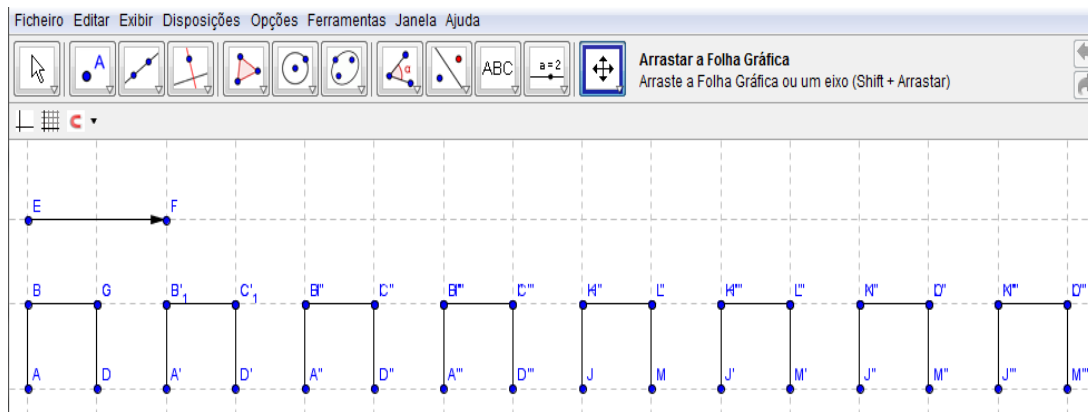 Ficheiro Editar Exibir Disposições Opções Ferramentas Janela Ajuda
A ABC a=2 Arrastar a Folha Gráfica
α Arraste a Folha Gráfica ou um eixo (Shift + Arrastar)
E F
B G B'₁ C'₁ L'' L'''
A D A' D' A'' D'' A''' D''' J M J' M' J'' M'' J''' M'''